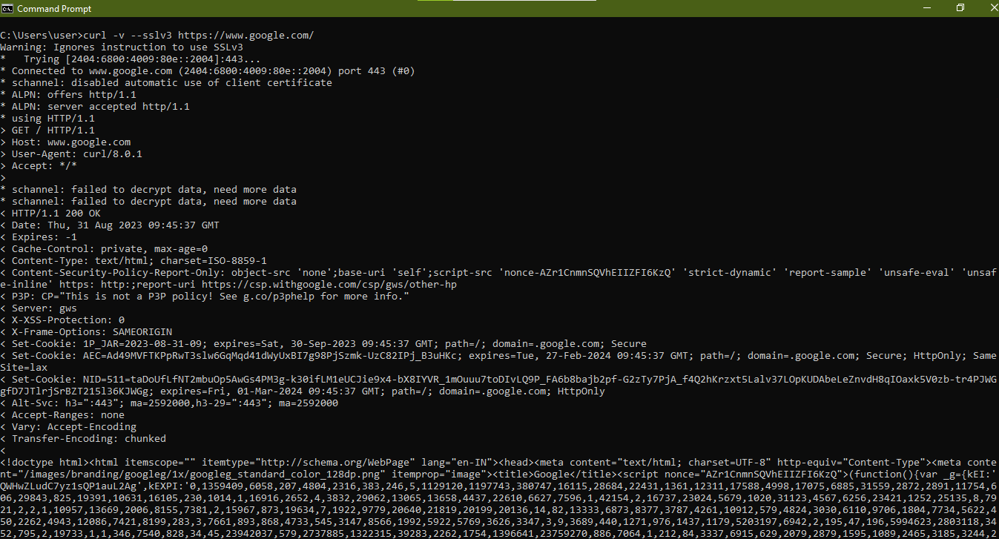 Command Prompt
C:\Users\user>curl -v --sslv3 https://www.google.com/
Warning: Ignores instruction to use SSLv3
*   Trying [2404:6800:4009:80e::2004]:443...
* Connected to www.google.com (2404:6800:4009:80e::2004) port 443 (#0)
* schannel: disabled automatic use of client certificate
* ALPN: offers http/1.1
* ALPN: server accepted http/1.1
* using HTTP/1.1
> GET / HTTP/1.1
> Host: www.google.com
> User-Agent: curl/8.0.1
> Accept: */*
>
* schannel: failed to decrypt data, need more data
* schannel: failed to decrypt data, need more data
< HTTP/1.1 200 OK
< Date: Thu, 31 Aug 2023 09:45:37 GMT
< Expires: -1
< Cache-Control: private, max-age=0
< Content-Type: text/html; charset=ISO-8859-1
< Content-Security-Policy-Report-Only: object-src 'none';base-uri 'self';script-src 'nonce-AZr1CnmnSQVhEIIZFI6KzQ' 'strict-dynamic' 'report-sample' 'unsafe-eval' 'unsaf
e-inline' https: http:;report-uri https://csp.withgoogle.com/csp/gws/other-hp
< P3P: CP="This is not a P3P policy! See g.co/p3phelp for more info."
< Server: gws
< X-XSS-Protection: 0
< X-Frame-Options: SAMEORIGIN
< Set-Cookie: 1P_JAR=2023-08-31-09; expires=Sat, 30-Sep-2023 09:45:37 GMT; path=/; domain=.google.com; Secure
< Set-Cookie: AEC=Ad49MVFTKPpRwT3slw6GqMqd41dWyUxBI7g98PjSzmk-UzC82IPj_B3uHKc; expires=Tue, 27-Feb-2024 09:45:37 GMT; path=/; domain=.google.com; Secure; HttpOnly; Same
Site=lax
< Set-Cookie: NID=511=taDoUfLfNT2mbuOp5AwGs4PM3g-k30ifLM1eUCJie9x4-bX8IYVR_1mOuuu7toDIvLQ9P_FA6b8bajb2pf-G2zTy7PjA_f4Q2hKrzxt5Lalv37LOpKUDAbeLeZnvdH8qIOaxk5V0zb-tr4PJWG
gfD7JTlrjSrBZT215l36KJWGg; expires=Fri, 01-Mar-2024 09:45:37 GMT; path=/; domain=.google.com; HttpOnly
< Alt-Svc: h3=":443"; ma=2592000,h3-29=":443"; ma=2592000
< Accept-Ranges: none
< Vary: Accept-Encoding
< Transfer-Encoding: chunked
<
<!doctype html><html itemscope="" itemtype="http://schema.org/WebPage" lang="en-IN"><head><meta content="text/html; charset=UTF-8" http-equiv="Content-Type"><meta conte
nt="/images/branding/googleg/1x/googleg_standard_color_128dp.png" itemprop="image"><title>Google</title><script nonce="AZr1CnmnSQVhEIIZFI6KzQ">(function(){var _g={kEI:'
QWHwZLudC7yz1sQP1auL2Ag',kEXPI:'0,1359409,6058,207,4804,2316,383,246,5,1129120,1197743,380747,16115,28684,22431,1361,12311,17588,4998,17075,6885,31559,2872,2891,11754,6
06,29843,825,19391,10631,16105,230,1014,1,16916,2652,4,3832,29062,13065,13658,4437,22610,6627,7596,1,42154,2,16737,23024,5679,1020,31123,4567,6256,23421,1252,25135,8,79
21,2,2,1,10957,13669,2006,8155,7381,2,15967,873,19634,7,1922,9779,20640,21819,20199,20136,14,82,13333,6873,8377,3787,4261,10912,579,4824,3030,6110,9706,1804,7734,5622,4
50,2262,4943,12086,7421,8199,283,3,7661,893,868,4733,545,3147,8566,1992,5922,5769,3626,3347,3,9,3689,440,1271,976,1437,1179,5203197,6942,2,195,47,196,5994623,2803118,34
52,795,2,19733,1,1,346,7540,828,34,45,23942037,579,2737885,1322315,39283,2262,1754,1396641,23759270,886,7064,1,212,84,3337,6915,629,2079,2879,1595,1089,2465,3185,3244,2